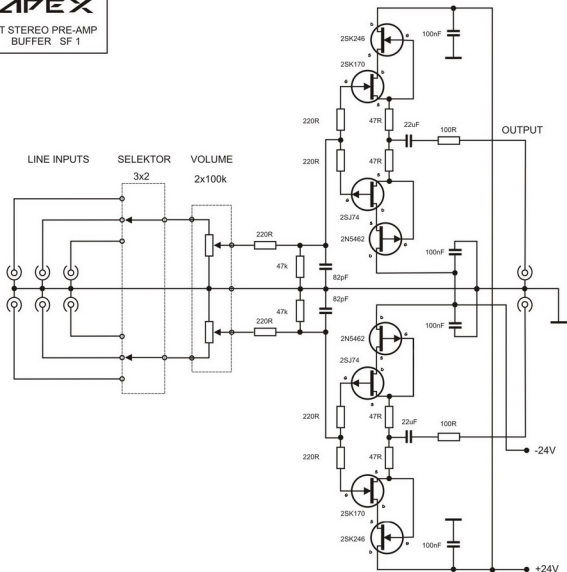 APEX
T STEREO PRE-AMP
BUFFER SF 1
2SK246
100nF
2SK170
220R
47R
22uF
100R
OUTPUT
LINE INPUTS
SELEKTOR
3x2
VOLUME
2x100k
220R
47R
2SJ74
220R
2N5462
100nF
47k
82pF
47k
82pF
220R
2N5462
100nF
2SJ74
220R
47R
22uF
100R
-24V
220R
47R
2SK170
2SK246
100nF
+24V